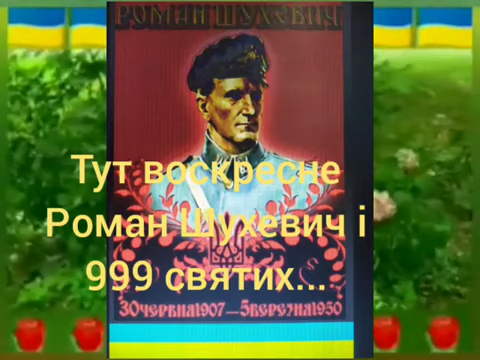 РОМАН ШУХЕВИЧ
Тут воскресне
Роман Шухевич і
999 святих...
30 ЧЕРВНЯ 1907 — 5 БЕРЕЗНЯ 1950